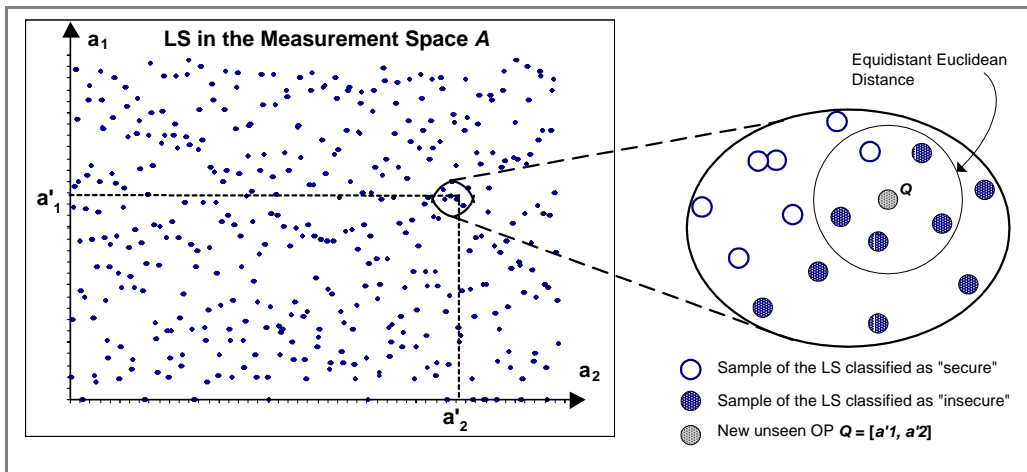 LS in the Measurement Space A
a1
a'1
a2
a'2
Equidistant Euclidean
Distance
Q
Sample of the LS classified as "secure"
Sample of the LS classified as "insecure"
New unseen OP Q = [a'1, a'2]